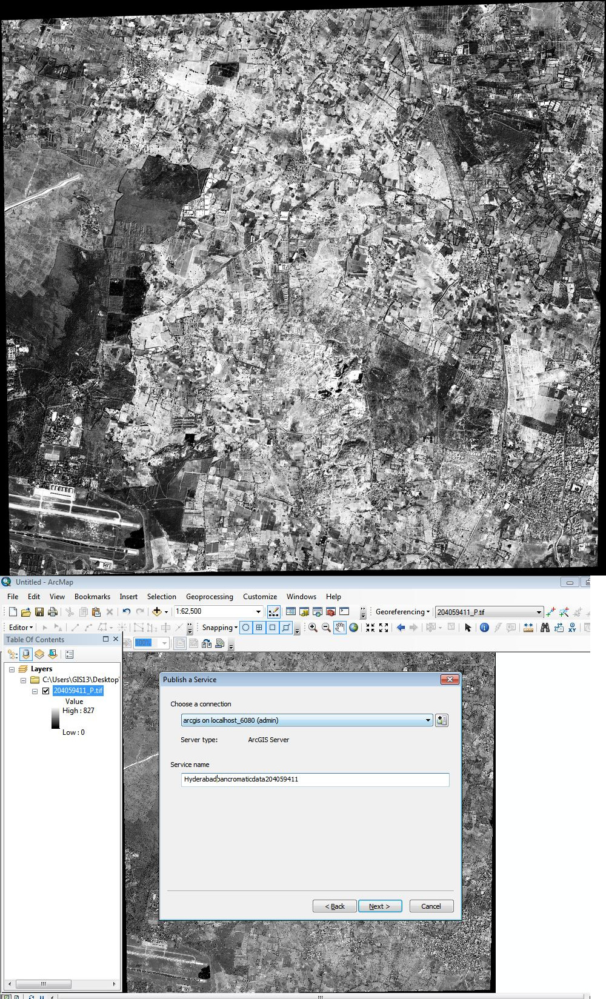 Untitled - ArcMap
File Edit View Bookmarks Insert Selection Geoprocessing Customize Windows Help
1:62,500 Georeferencing 204059411_P.tif
Editor Snapping
Table Of Contents
100%
Layers
C:\Users\GIS13\Desktop
204059411_P.tif
Value
High : 827
Low : 0
Publish a Service
Choose a connection
arcgis on localhost_6080 (admin)
Server type: ArcGIS Server
Service name
Hyderabadpancromaticdata204059411
< Back Next > Cancel